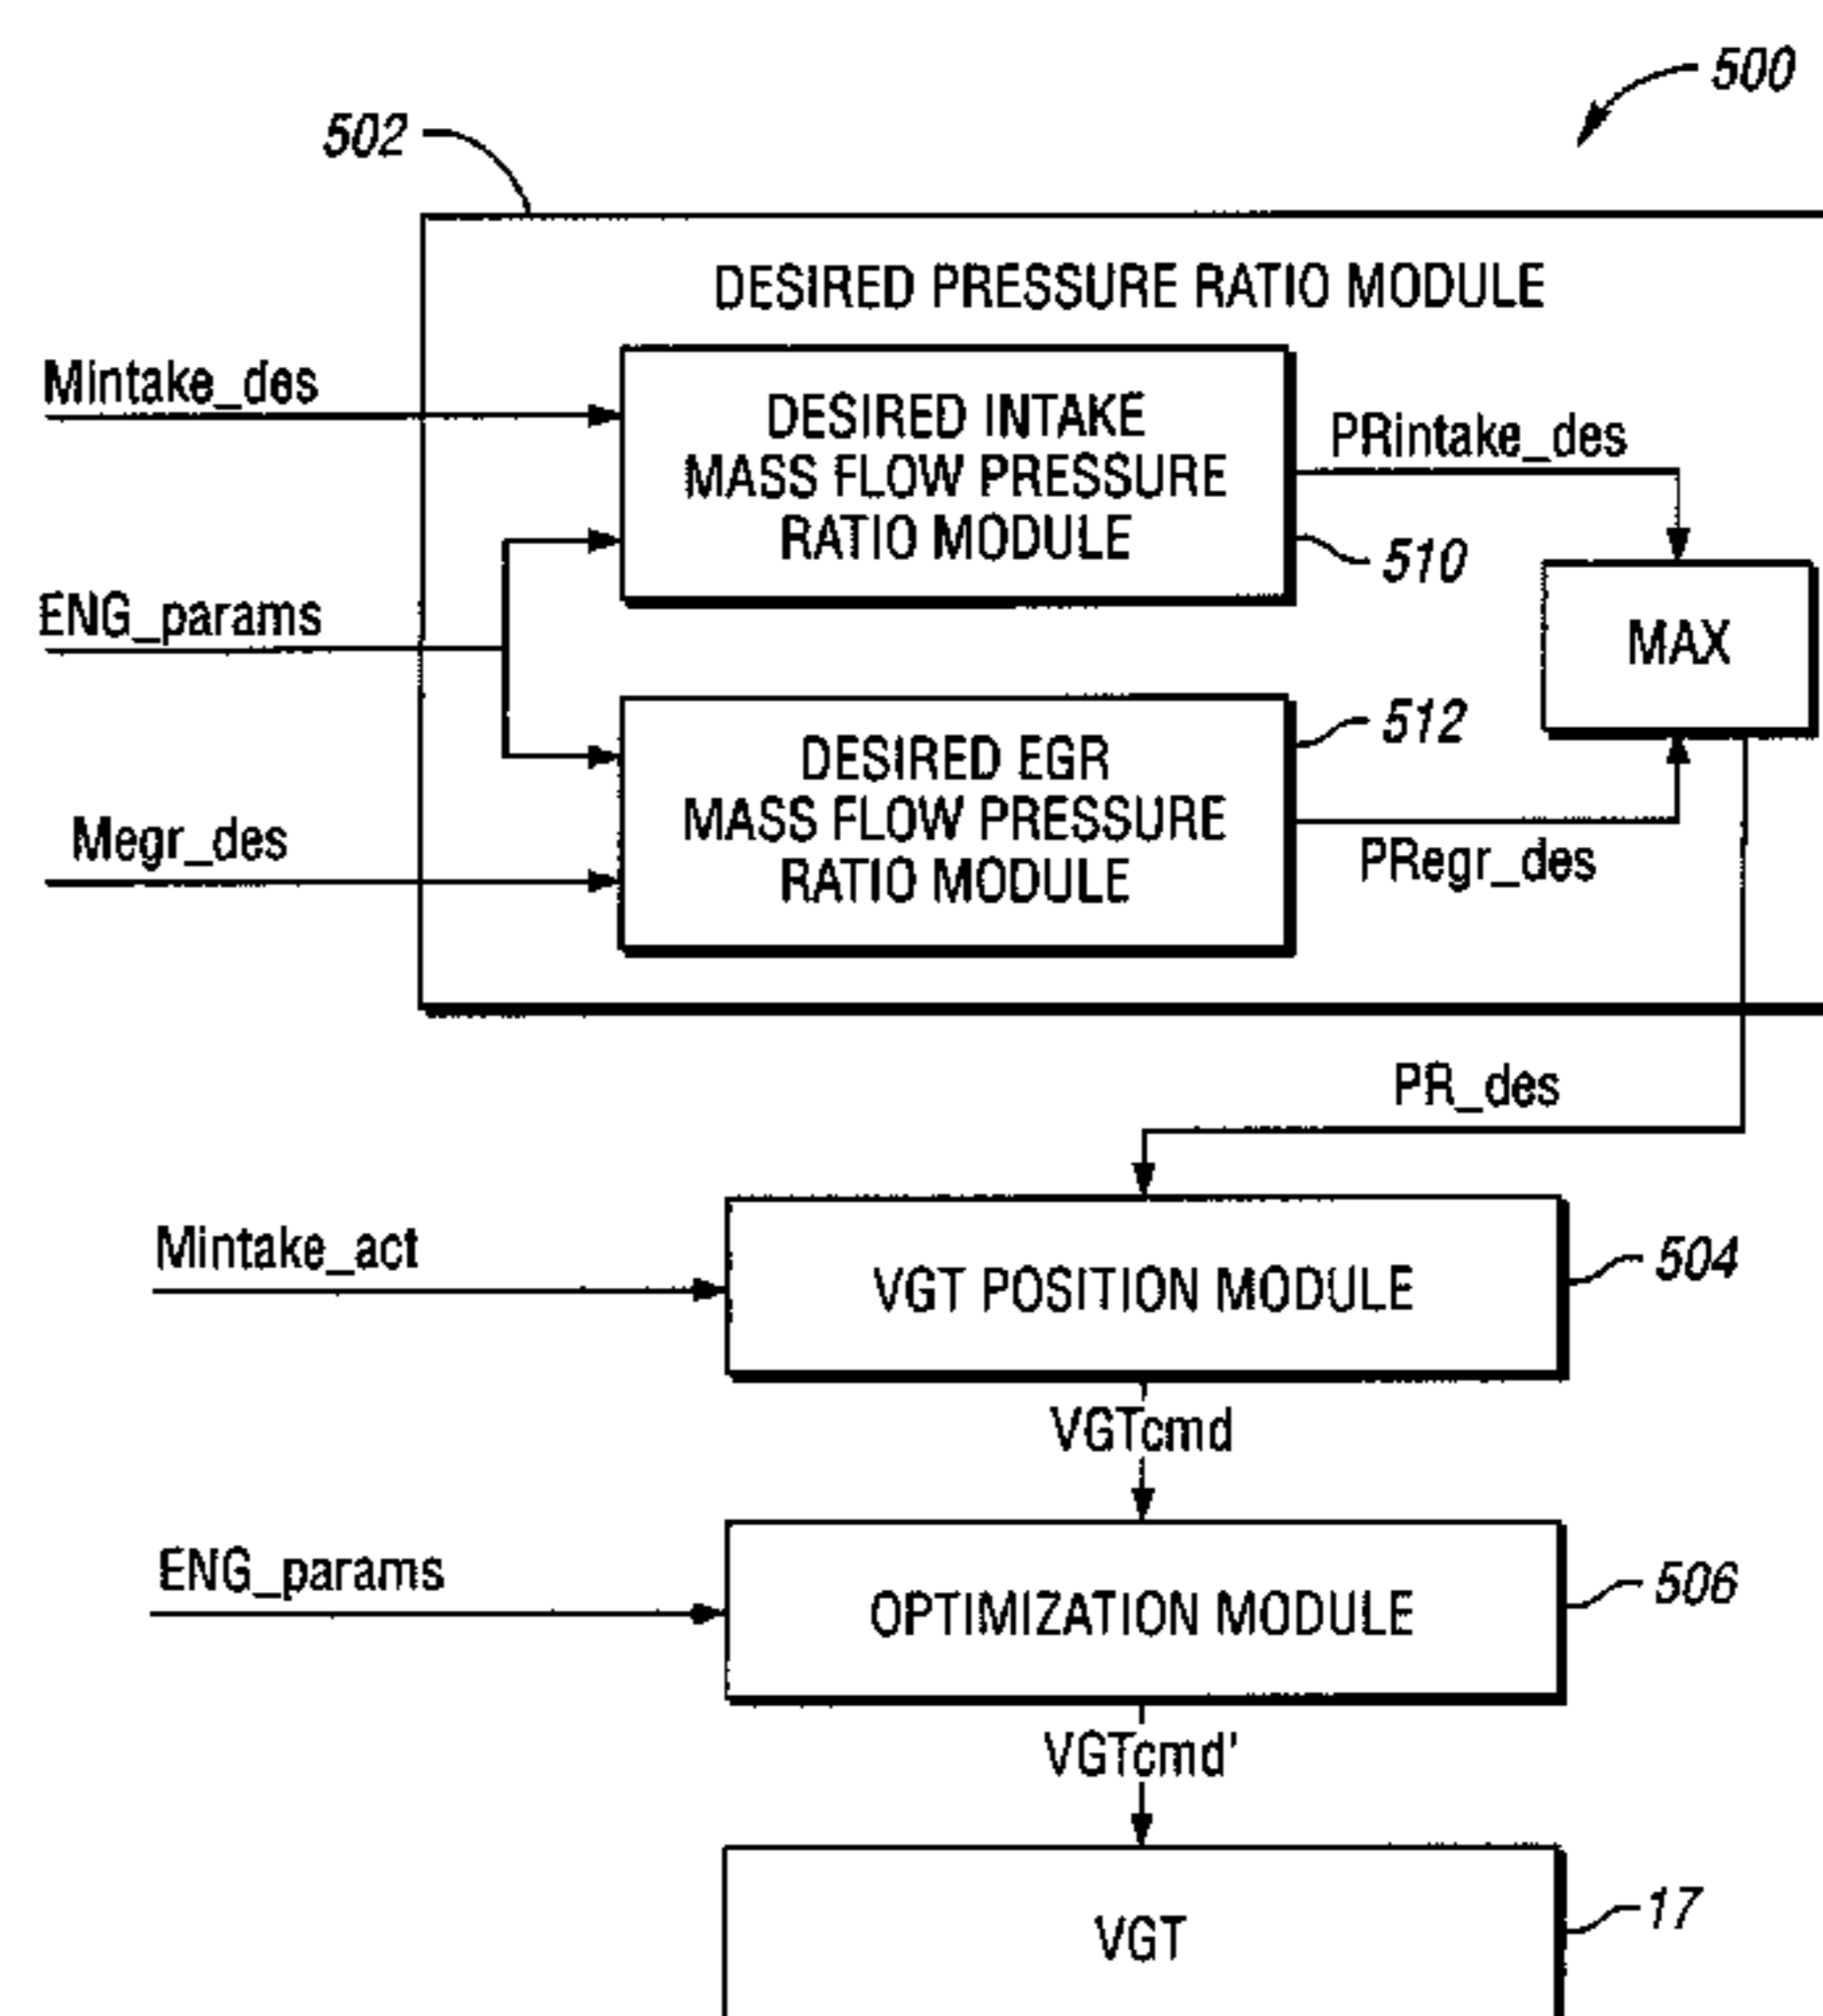 500
502
DESIRED PRESSURE RATIO MODULE
Mintake_des
DESIRED INTAKE
MASS FLOW PRESSURE
RATIO MODULE
PRintake_des
510
ENG_params
MAX
512
DESIRED EGR
MASS FLOW PRESSURE
RATIO MODULE
Megr_des
PRegr_des
PR_des
Mintake_act
VGT POSITION MODULE
504
VGTcmd
ENG_params
OPTIMIZATION MODULE
506
VGTcmd'
VGT
17